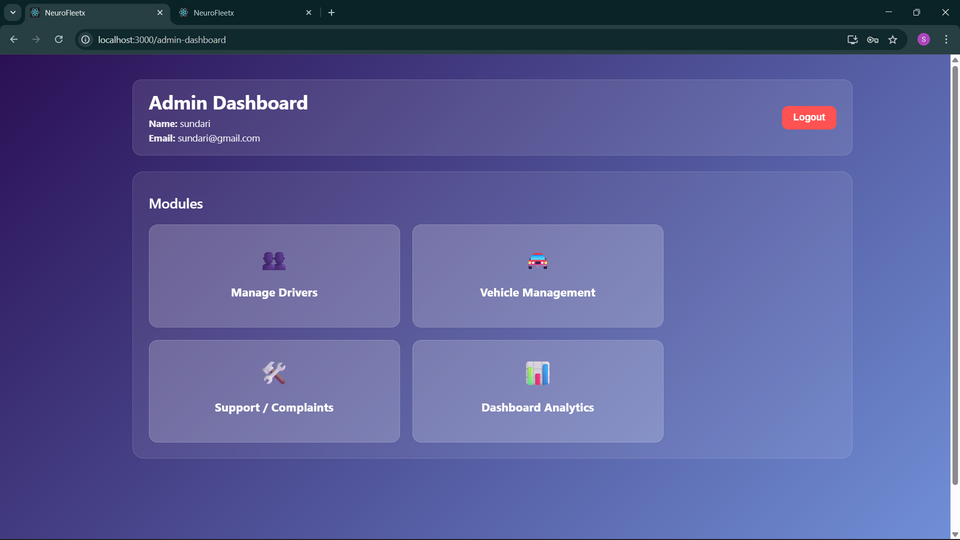 NeuroFleetx
NeuroFleetx
localhost:3000/admin-dashboard
S
Admin Dashboard
Name: sundari
Email: sundari@gmail.com
Logout
Modules
Manage Drivers
Vehicle Management
Support / Complaints
Dashboard Analytics